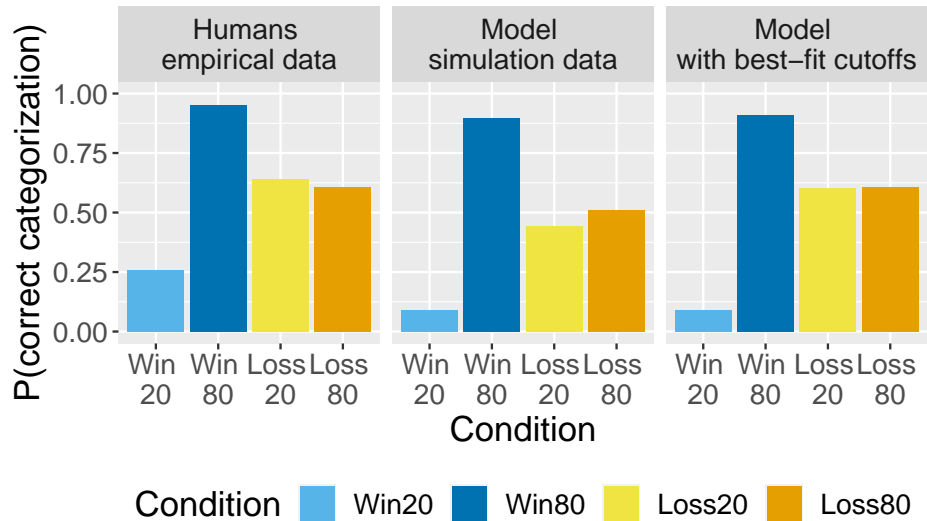 Humans
empirical data
Model
simulation data
Model
with best−fit cutoffs
P(correct categorization)
1.00
0.75
0.50
0.25
0.00
Win Win Loss Loss
20 80 20 80
Win Win Loss Loss
20 80 20 80
Win Win Loss Loss
20 80 20 80
Condition
Condition Win20 Win80 Loss20 Loss80